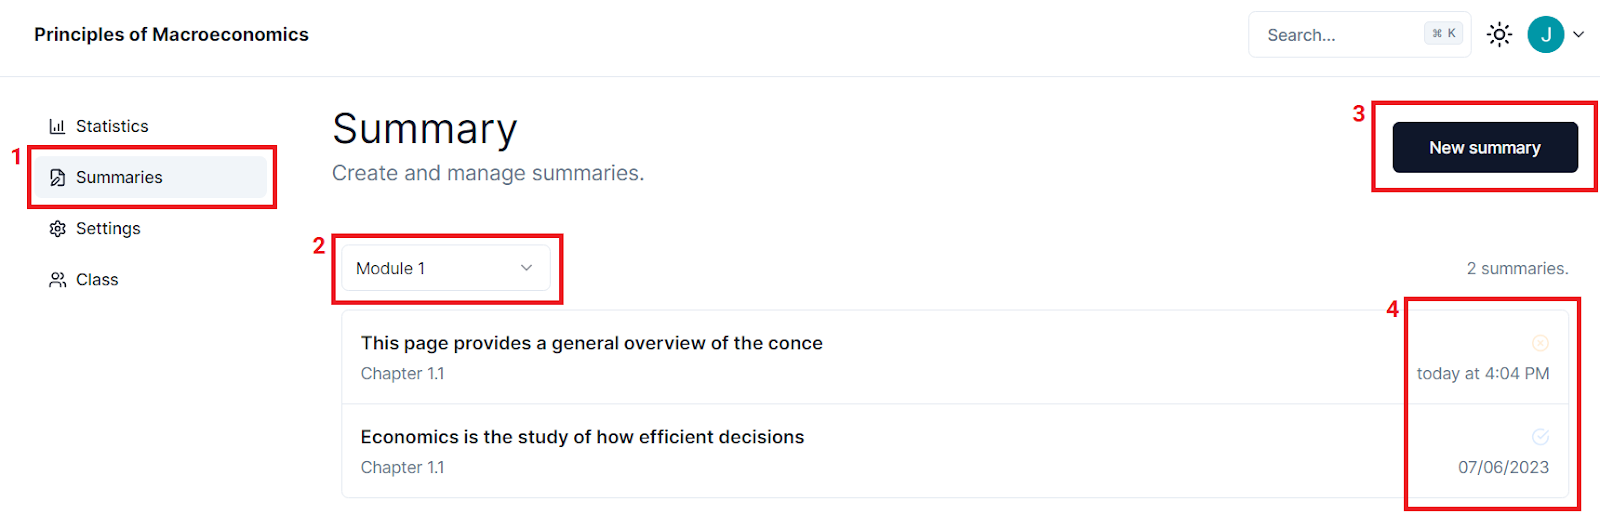 Principles of Macroeconomics
Search...
⌘ K
J
Statistics
1
Summaries
Settings
Class
Summary
Create and manage summaries.
3
New summary
2
Module 1
2 summaries.
4
This page provides a general overview of the conce
Chapter 1.1
today at 4:04 PM
Economics is the study of how efficient decisions
Chapter 1.1
07/06/2023